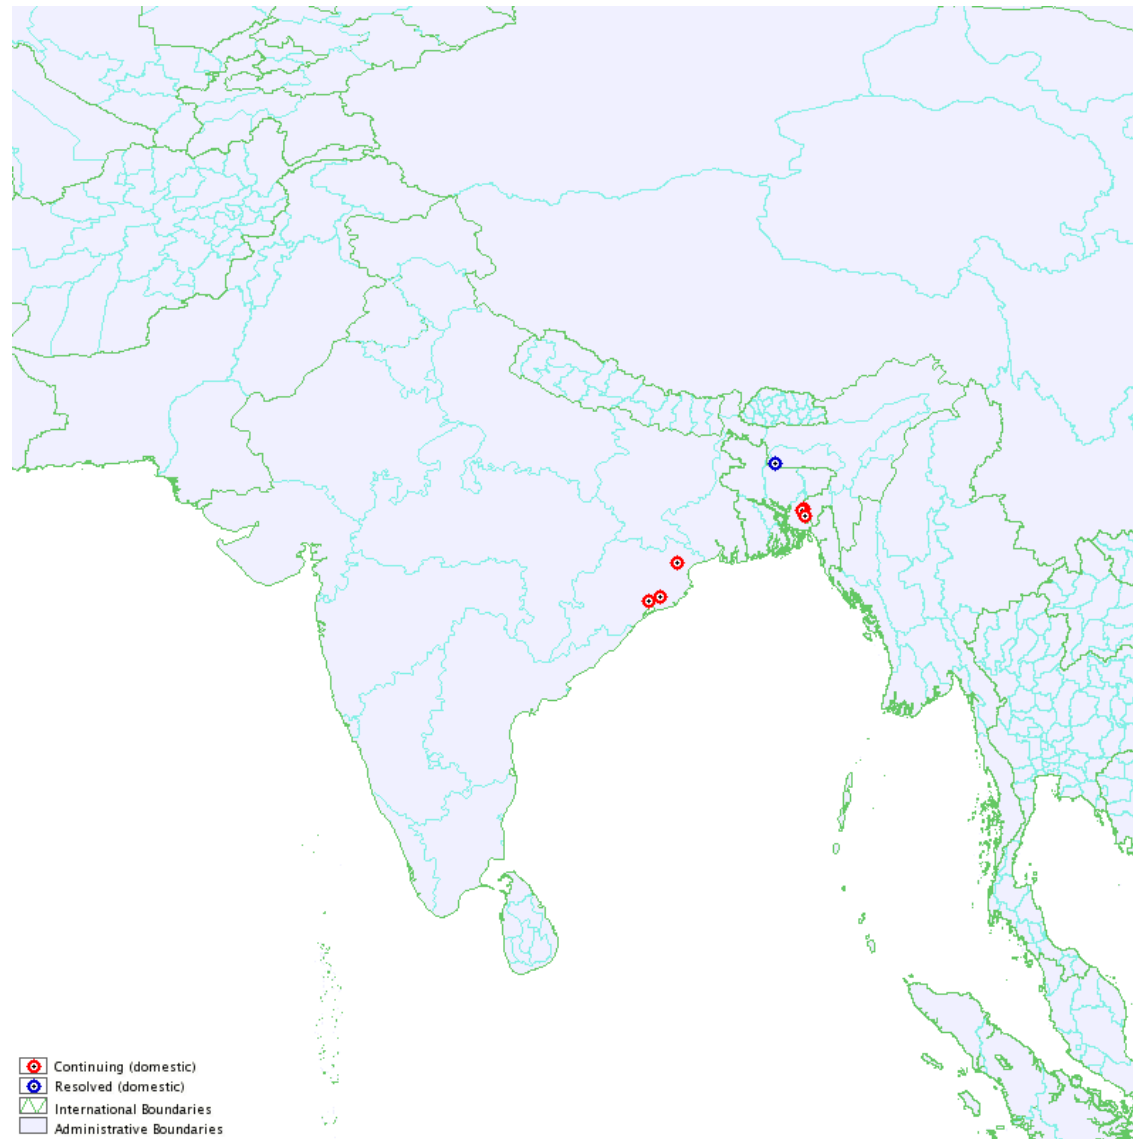 Continuing (domestic)
Resolved (domestic)
International Boundaries
Administrative Boundaries